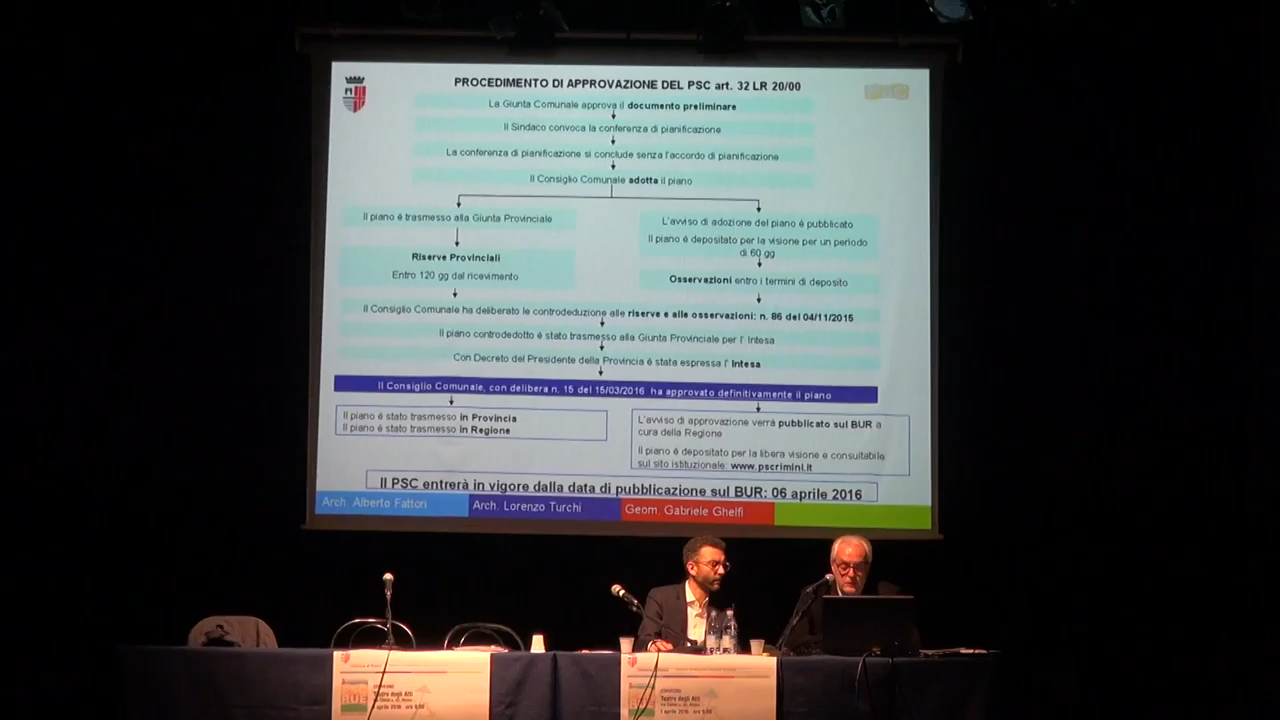 PROCEDIMENTO DI APPROVAZIONE DEL PSC art. 32 LR 20/00
La Giunta Comunale approva il documento preliminare
Il Sindaco convoca la conferenza di pianificazione
La conferenza di pianificazione si conclude senza l'accordo di pianificazione
Il Consiglio Comunale adotta il piano
Il piano è trasmesso alla Giunta Provinciale
Riserve Provinciali
Entro 120 gg dal ricevimento
L'avviso di adozione del piano è pubblicato
Il piano è depositato per la visione per un periodo
di 60 gg
Osservazioni entro i termini di deposito
Il Consiglio Comunale ha deliberato le controdeduzione alle riserve e alle osservazioni: n. 86 del 04/11/2015
Il piano controdedotto è stato trasmesso alla Giunta Provinciale per l' Intesa
Con Decreto del Presidente della Provincia è stata espressa l' Intesa
Il Consiglio Comunale, con delibera n. 15 del 15/03/2016 ha approvato definitivamente il piano
Il piano è stato trasmesso in Provincia
Il piano è stato trasmesso in Regione
L'avviso di approvazione verrà pubblicato sul BUR a
cura della Regione
Il piano è depositato per la libera visione e consultabile
sul sito istituzionale: www.pscrimini.it
Il PSC entrerà in vigore dalla data di pubblicazione sul BUR: 06 aprile 2016
Arch. Alberto Fattori
Arch. Lorenzo Turchi
Geom. Gabriele Ghelfi
RUE
Teatro degli Atti
aprile 2016
RUE
Teatro degli Atti
aprile 2016